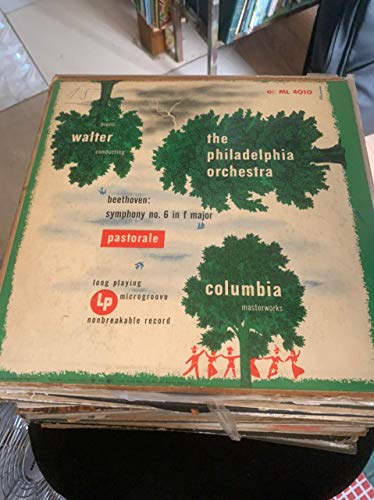 ML 4010
bruno
walter
conducting
the
philadelphia
orchestra
beethoven:
symphony no. 6 in f major
pastorale
long playing
LP microgroove
nonbreakable record
columbia
masterworks